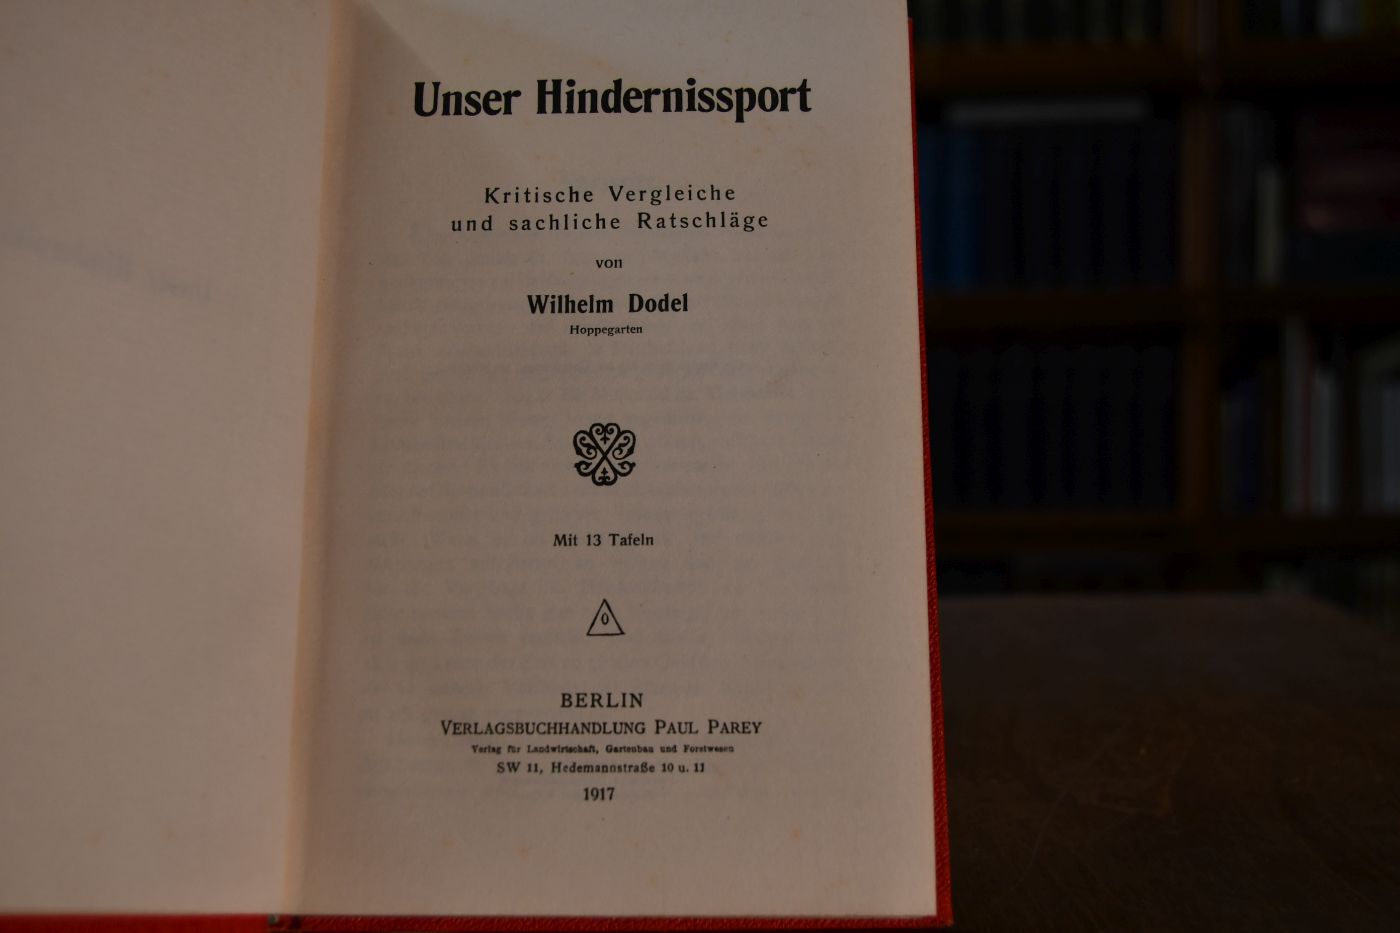 Unser Hindernissport
Kritische Vergleiche
und sachliche Ratschläge
von
Wilhelm Dodel
Hoppegarten
Mit 13 Tafeln
0
BERLIN
VERLAGSBUCHHANDLUNG PAUL PAREY
Verlag für Landwirtschaft, Gartenbau und Forstwesen
SW 11, Hedemannstraße 10 u. 11
1917